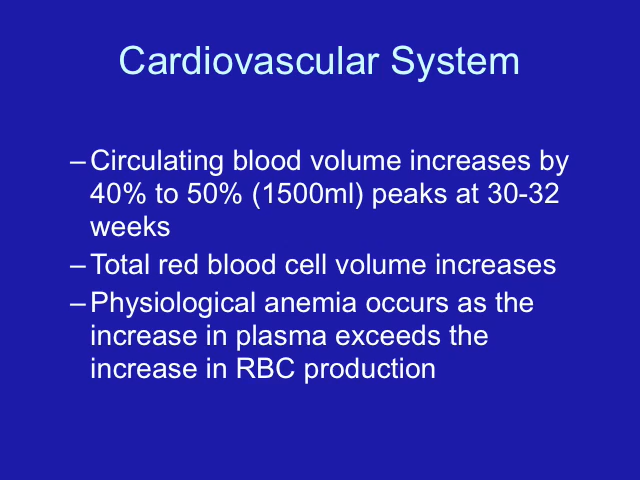 Cardiovascular System
– Circulating blood volume increases by
40% to 50% (1500ml) peaks at 30-32
weeks
– Total red blood cell volume increases
– Physiological anemia occurs as the
increase in plasma exceeds the
increase in RBC production